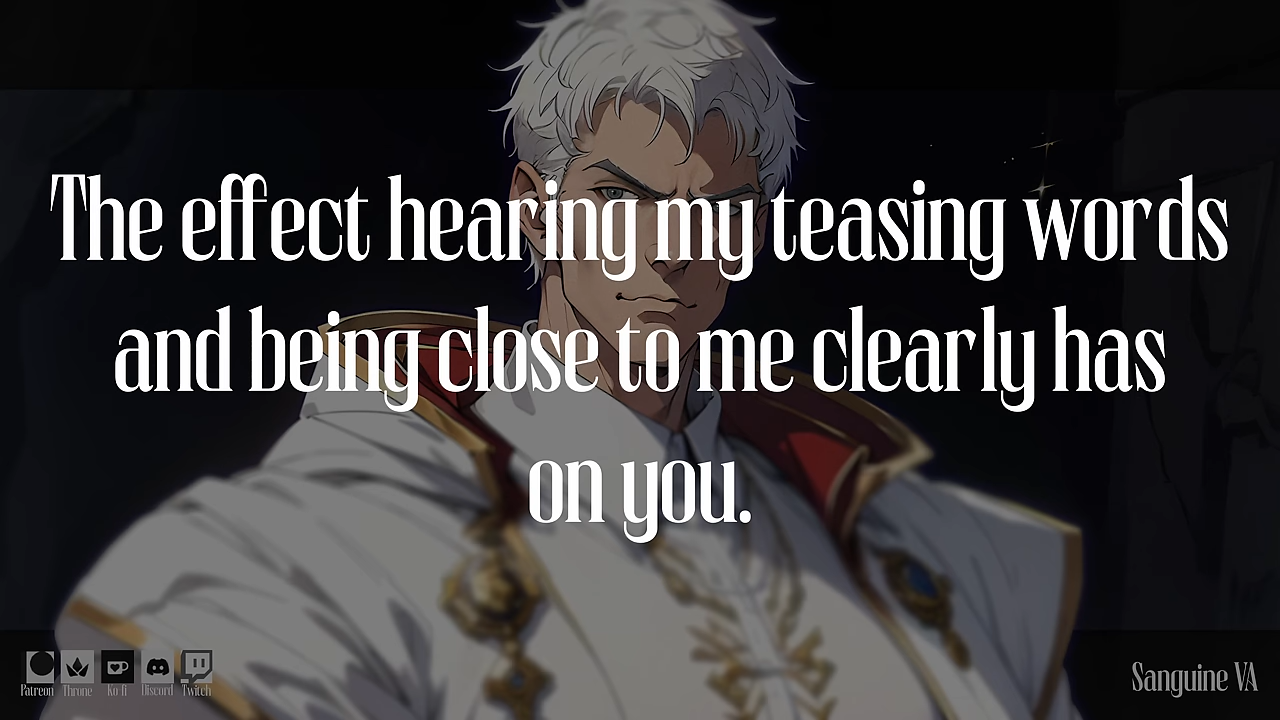 The effect hearing my teasing words
and being close to me clearly has
on you.
Patreon Throne Ko fi Discord Twitch
Sanguine VA